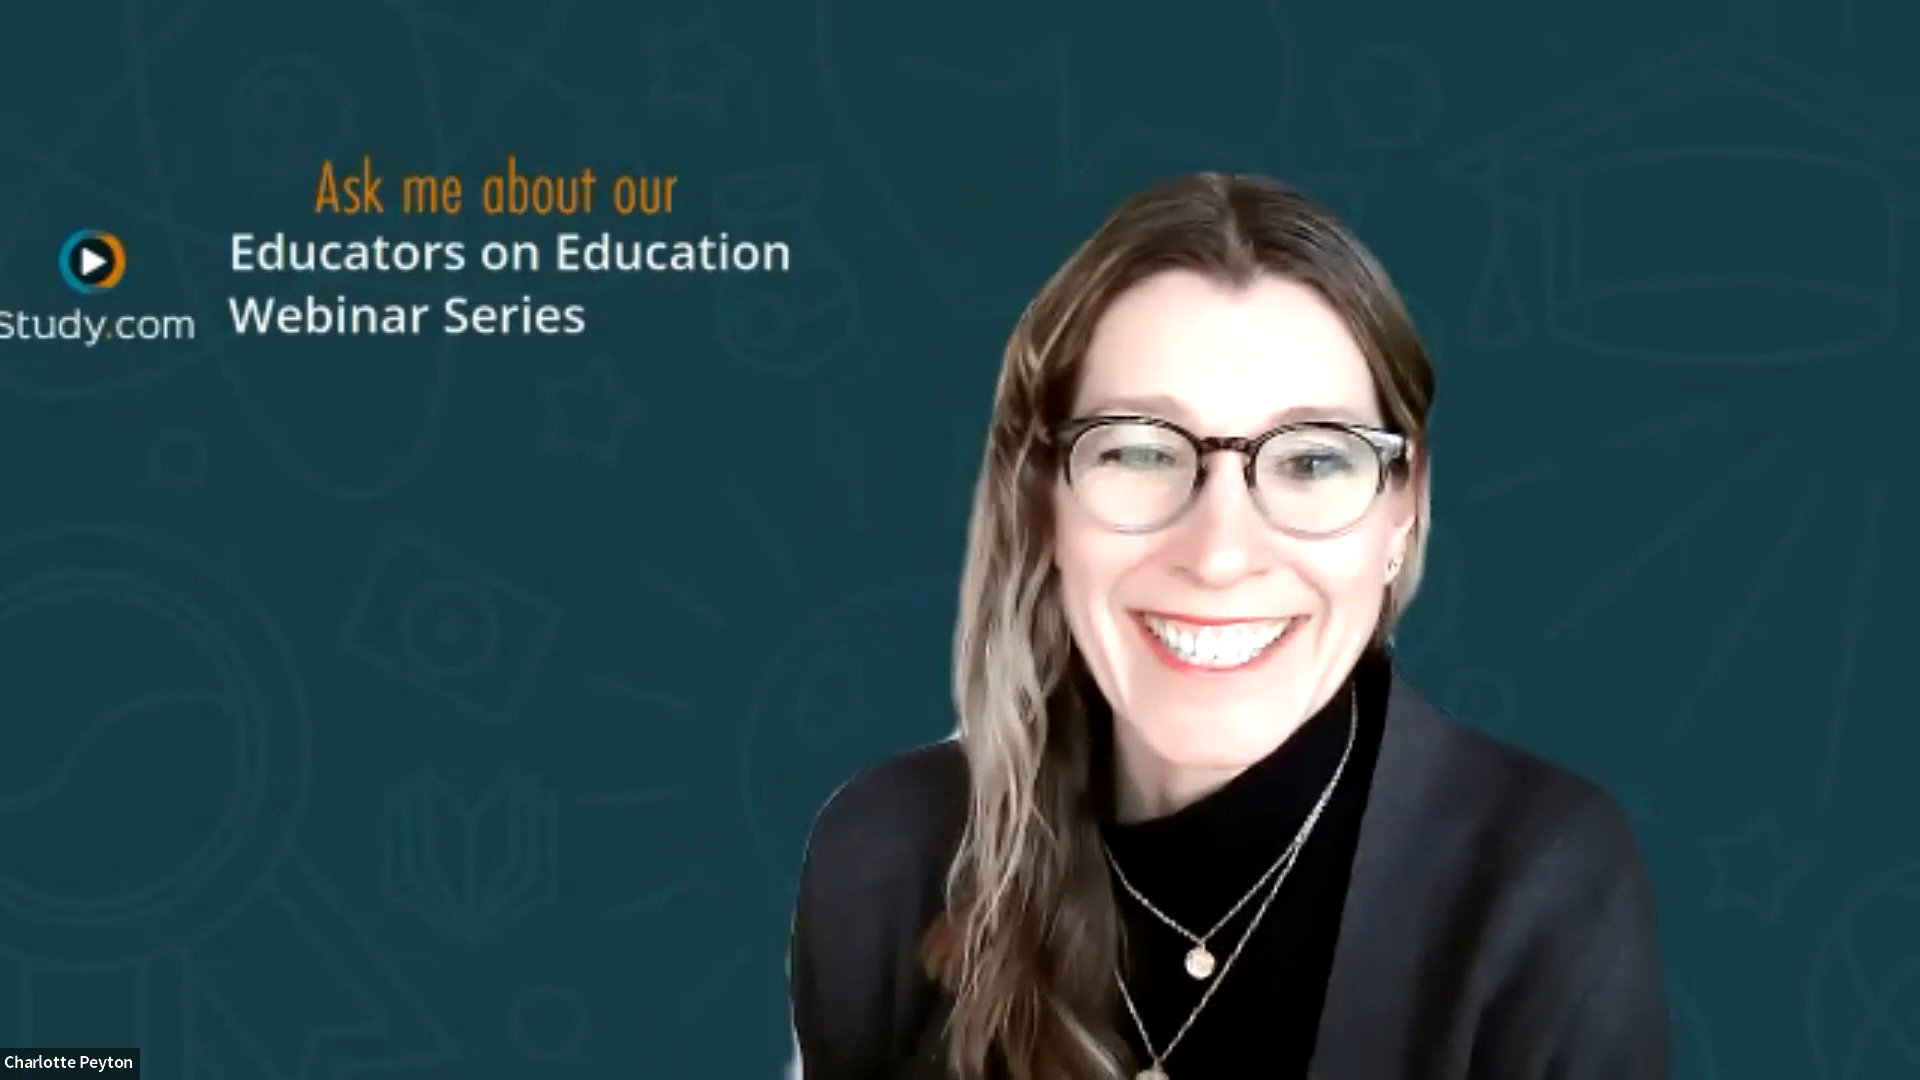 Ask me about our
Educators on Education
Webinar Series
Study.com
Charlotte Peyton